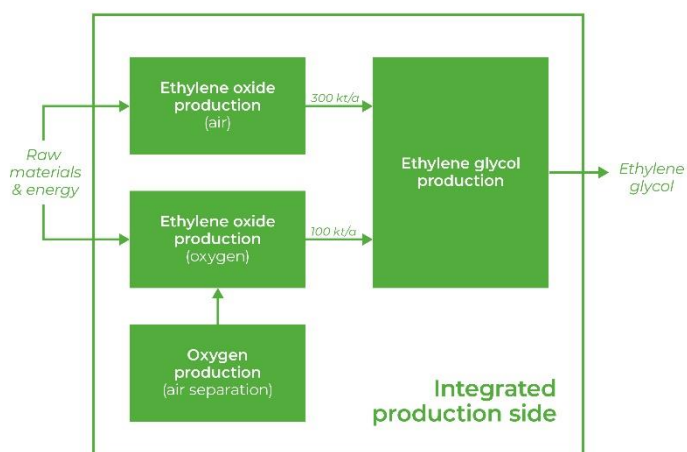 Ethylene oxide
production
(air)
300 kt/a
Raw
materials
& energy
Ethylene glycol
production
Ethylene
glycol
Ethylene oxide
production
(oxygen)
100 kt/a
Oxygen
production
(air separation)
Integrated
production side